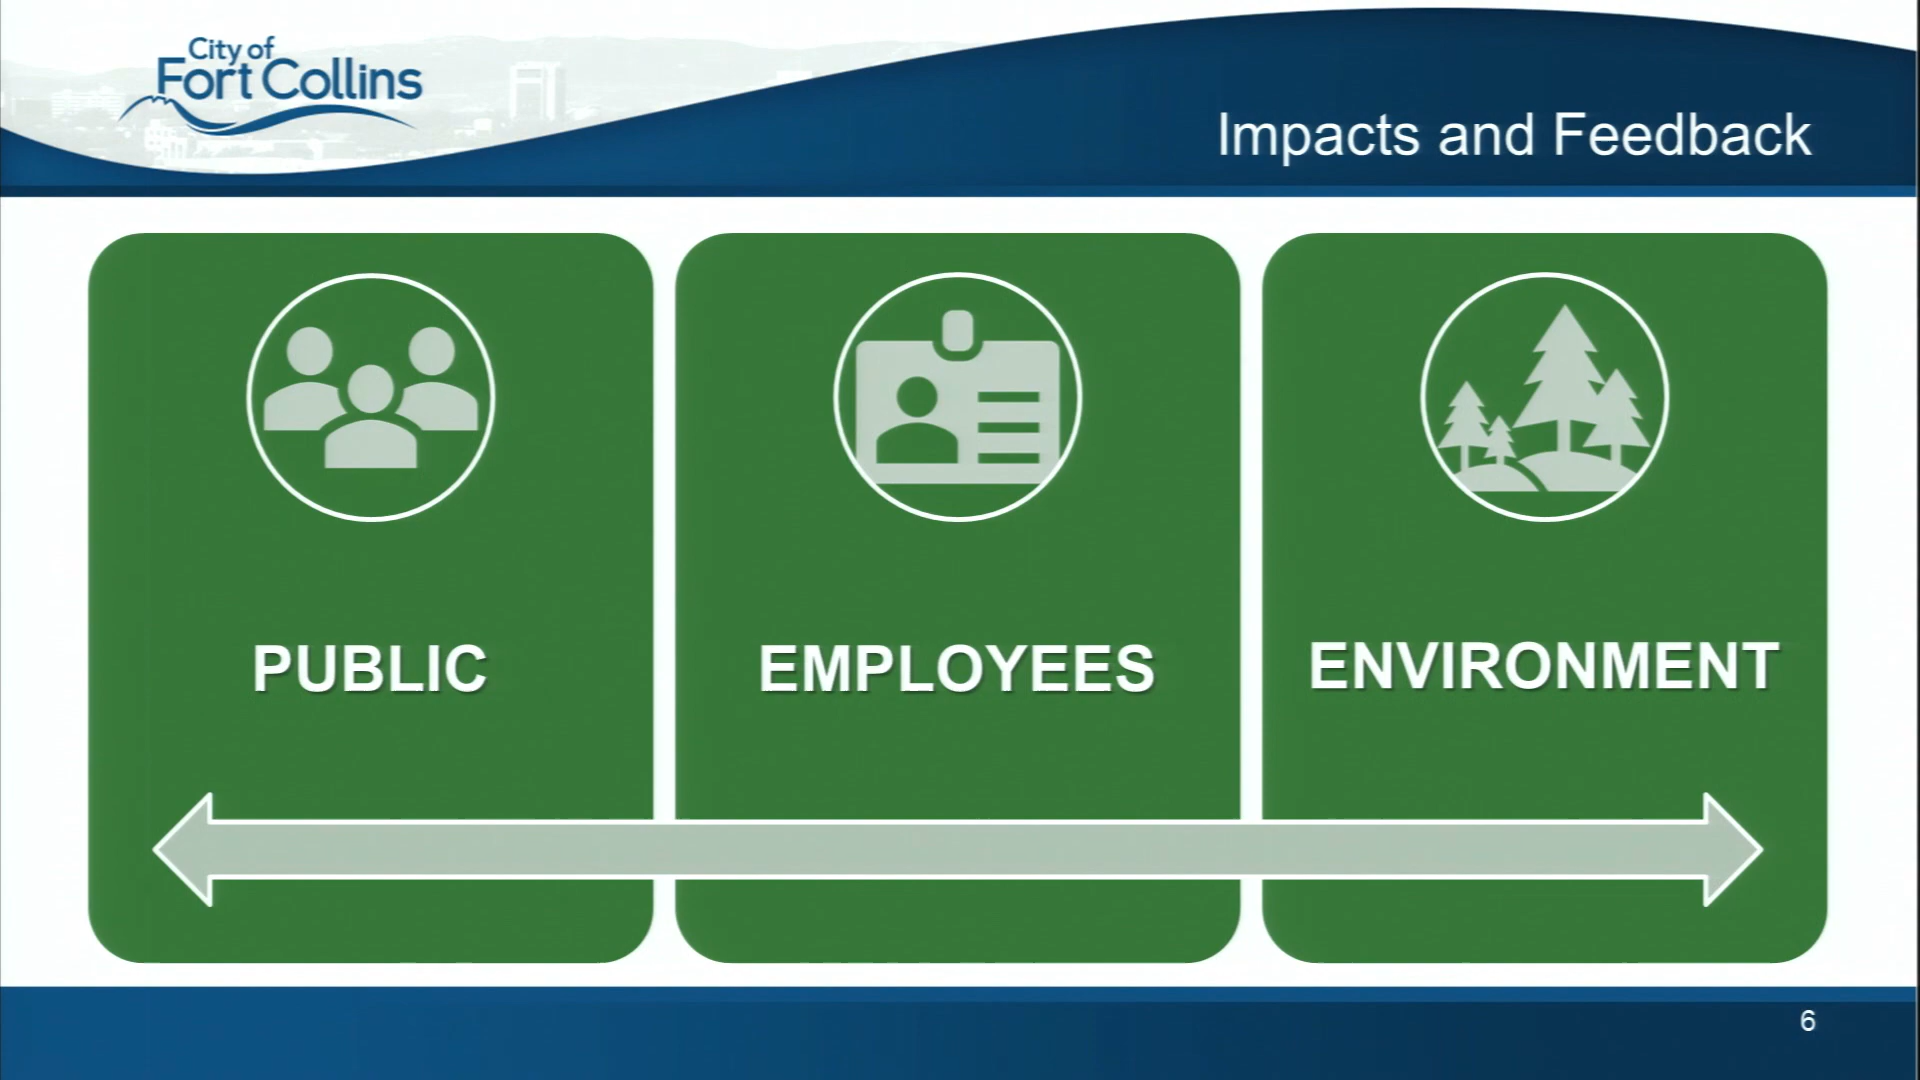 City of
Fort Collins
Impacts and Feedback
PUBLIC
EMPLOYEES
ENVIRONMENT
6